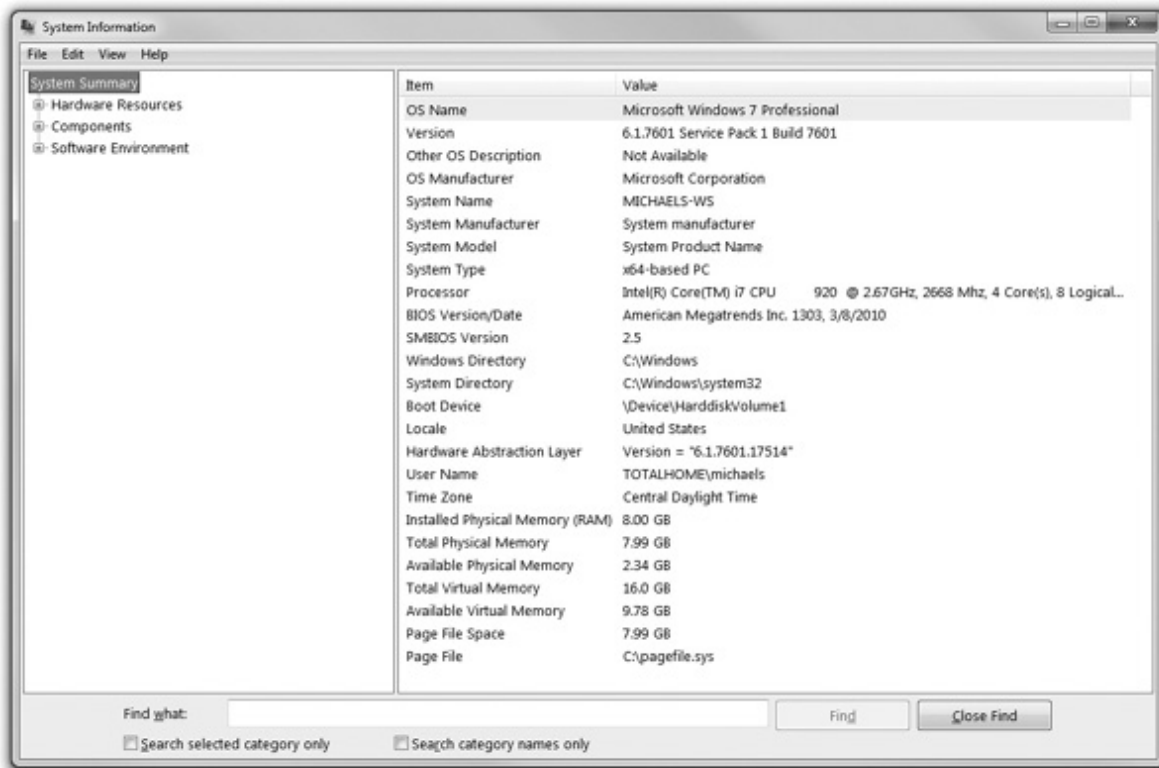 System Information
File Edit View Help
System Summary
Hardware Resources
Components
Software Environment
Item Value
OS Name Microsoft Windows 7 Professional
Version 6.1.7601 Service Pack 1 Build 7601
Other OS Description Not Available
OS Manufacturer Microsoft Corporation
System Name MICHAELS-WS
System Manufacturer System manufacturer
System Model System Product Name
System Type x64-based PC
Processor Intel(R) Core(TM) i7 CPU 920 @ 2.67GHz, 2668 Mhz, 4 Core(s), 8 Logical...
BIOS Version/Date American Megatrends Inc. 1303, 3/8/2010
SMBIOS Version 2.5
Windows Directory C:\Windows
System Directory C:\Windows\system32
Boot Device \Device\HarddiskVolume1
Locale United States
Hardware Abstraction Layer Version = "6.1.7601.17514"
User Name TOTALHOME\michaels
Time Zone Central Daylight Time
Installed Physical Memory (RAM) 8.00 GB
Total Physical Memory 7.99 GB
Available Physical Memory 2.34 GB
Total Virtual Memory 16.0 GB
Available Virtual Memory 9.78 GB
Page File Space 7.99 GB
Page File C:\pagefile.sys
Find what: Find Close Find
Search selected category only Search category names only